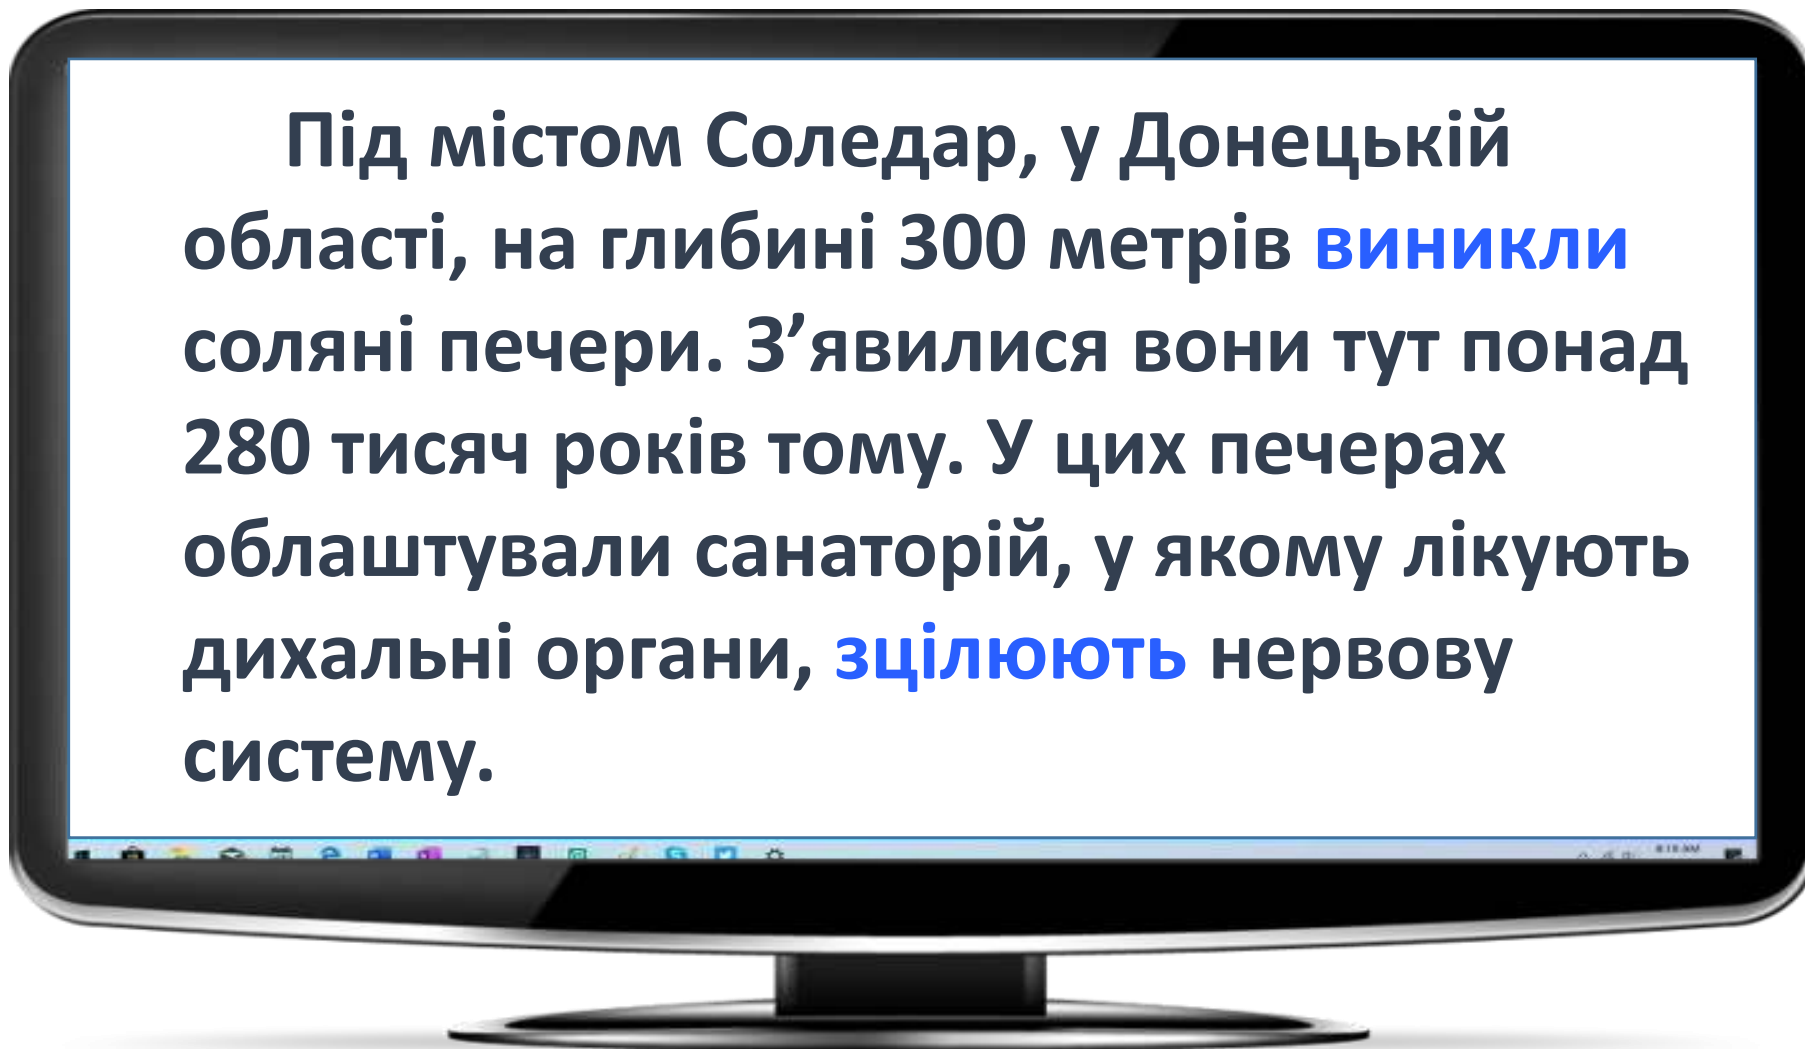 Під містом Соледар, у Донецькій
області, на глибині 300 метрів виникли
соляні печери. З’явилися вони тут понад
280 тисяч років тому. У цих печерах
облаштували санаторій, у якому лікують
дихальні органи, зцілюють нервову
систему.